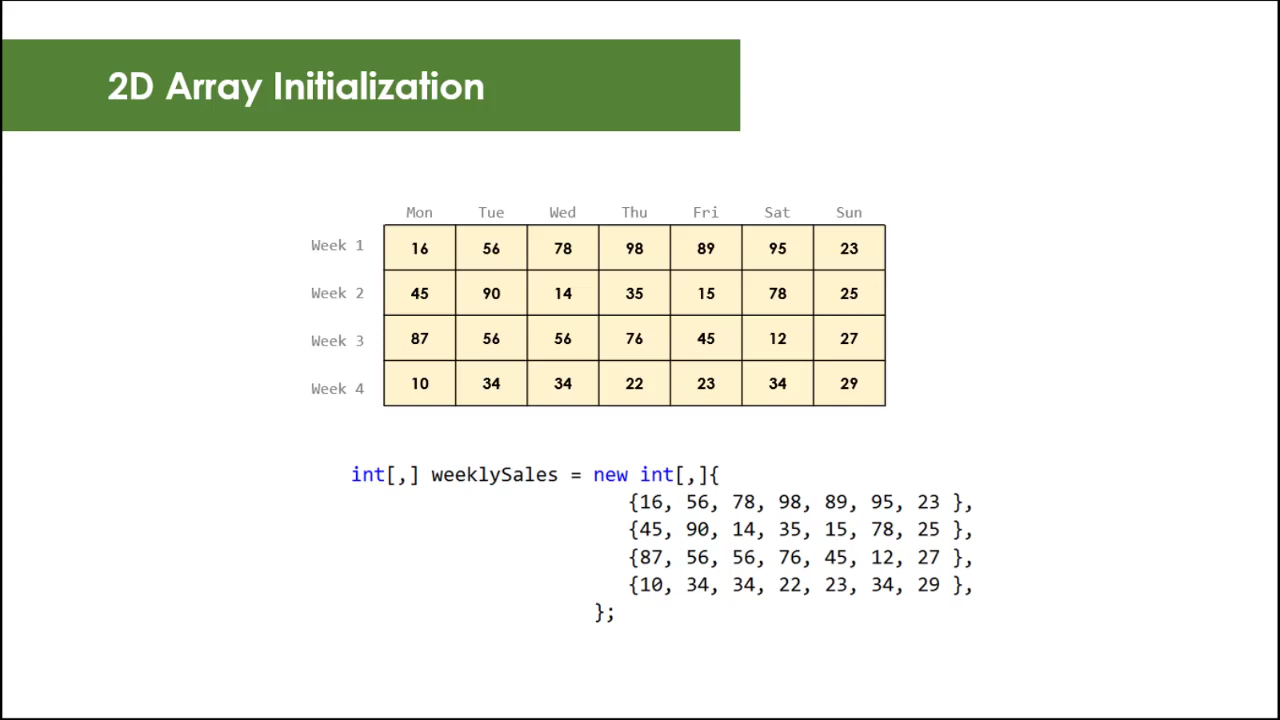 2D Array Initialization
Mon Tue Wed Thu Fri Sat Sun
Week 1 16 56 78 98 89 95 23
Week 2 45 90 14 35 15 78 25
Week 3 87 56 56 76 45 12 27
Week 4 10 34 34 22 23 34 29
int[,] weeklySales = new int[,]{
{16, 56, 78, 98, 89, 95, 23 },
{45, 90, 14, 35, 15, 78, 25 },
{87, 56, 56, 76, 45, 12, 27 },
{10, 34, 34, 22, 23, 34, 29 },
};